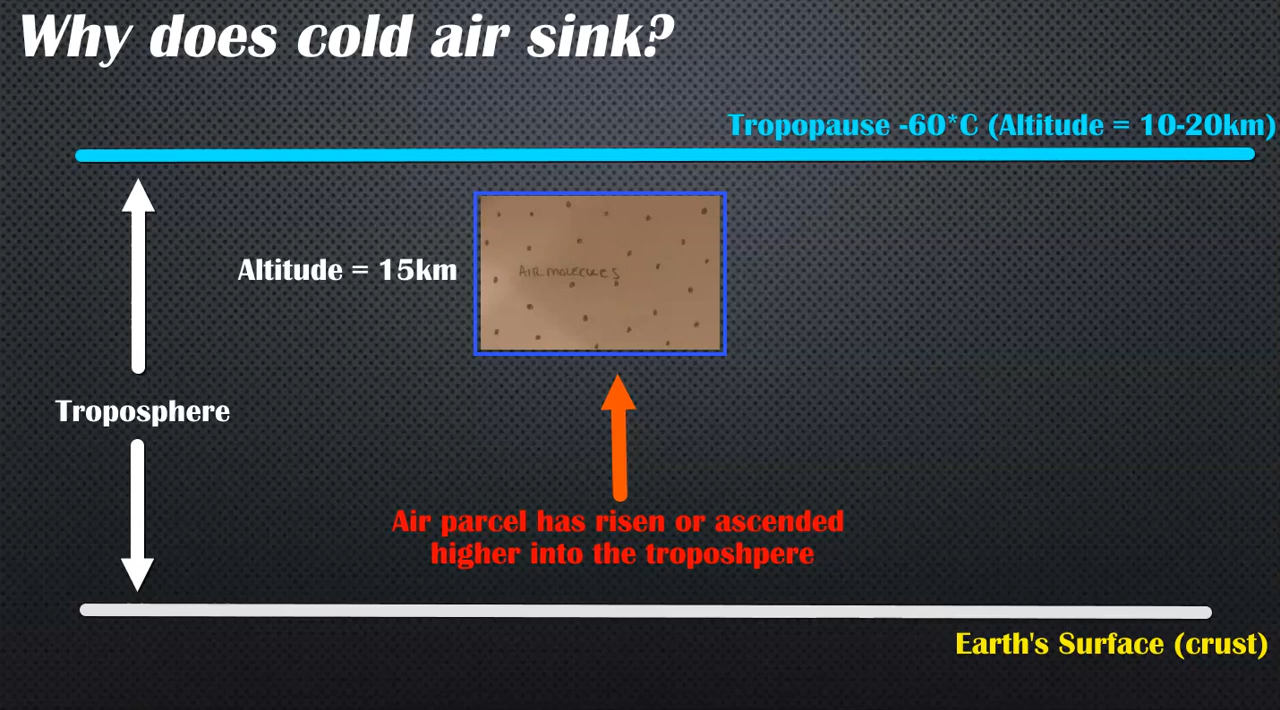 Why does cold air sink?
Tropopause -60*C (Altitude = 10-20km)
Altitude = 15km
AIR MOLECULES
Troposphere
Air parcel has risen or ascended
higher into the troposhpere
Earth's Surface (crust)